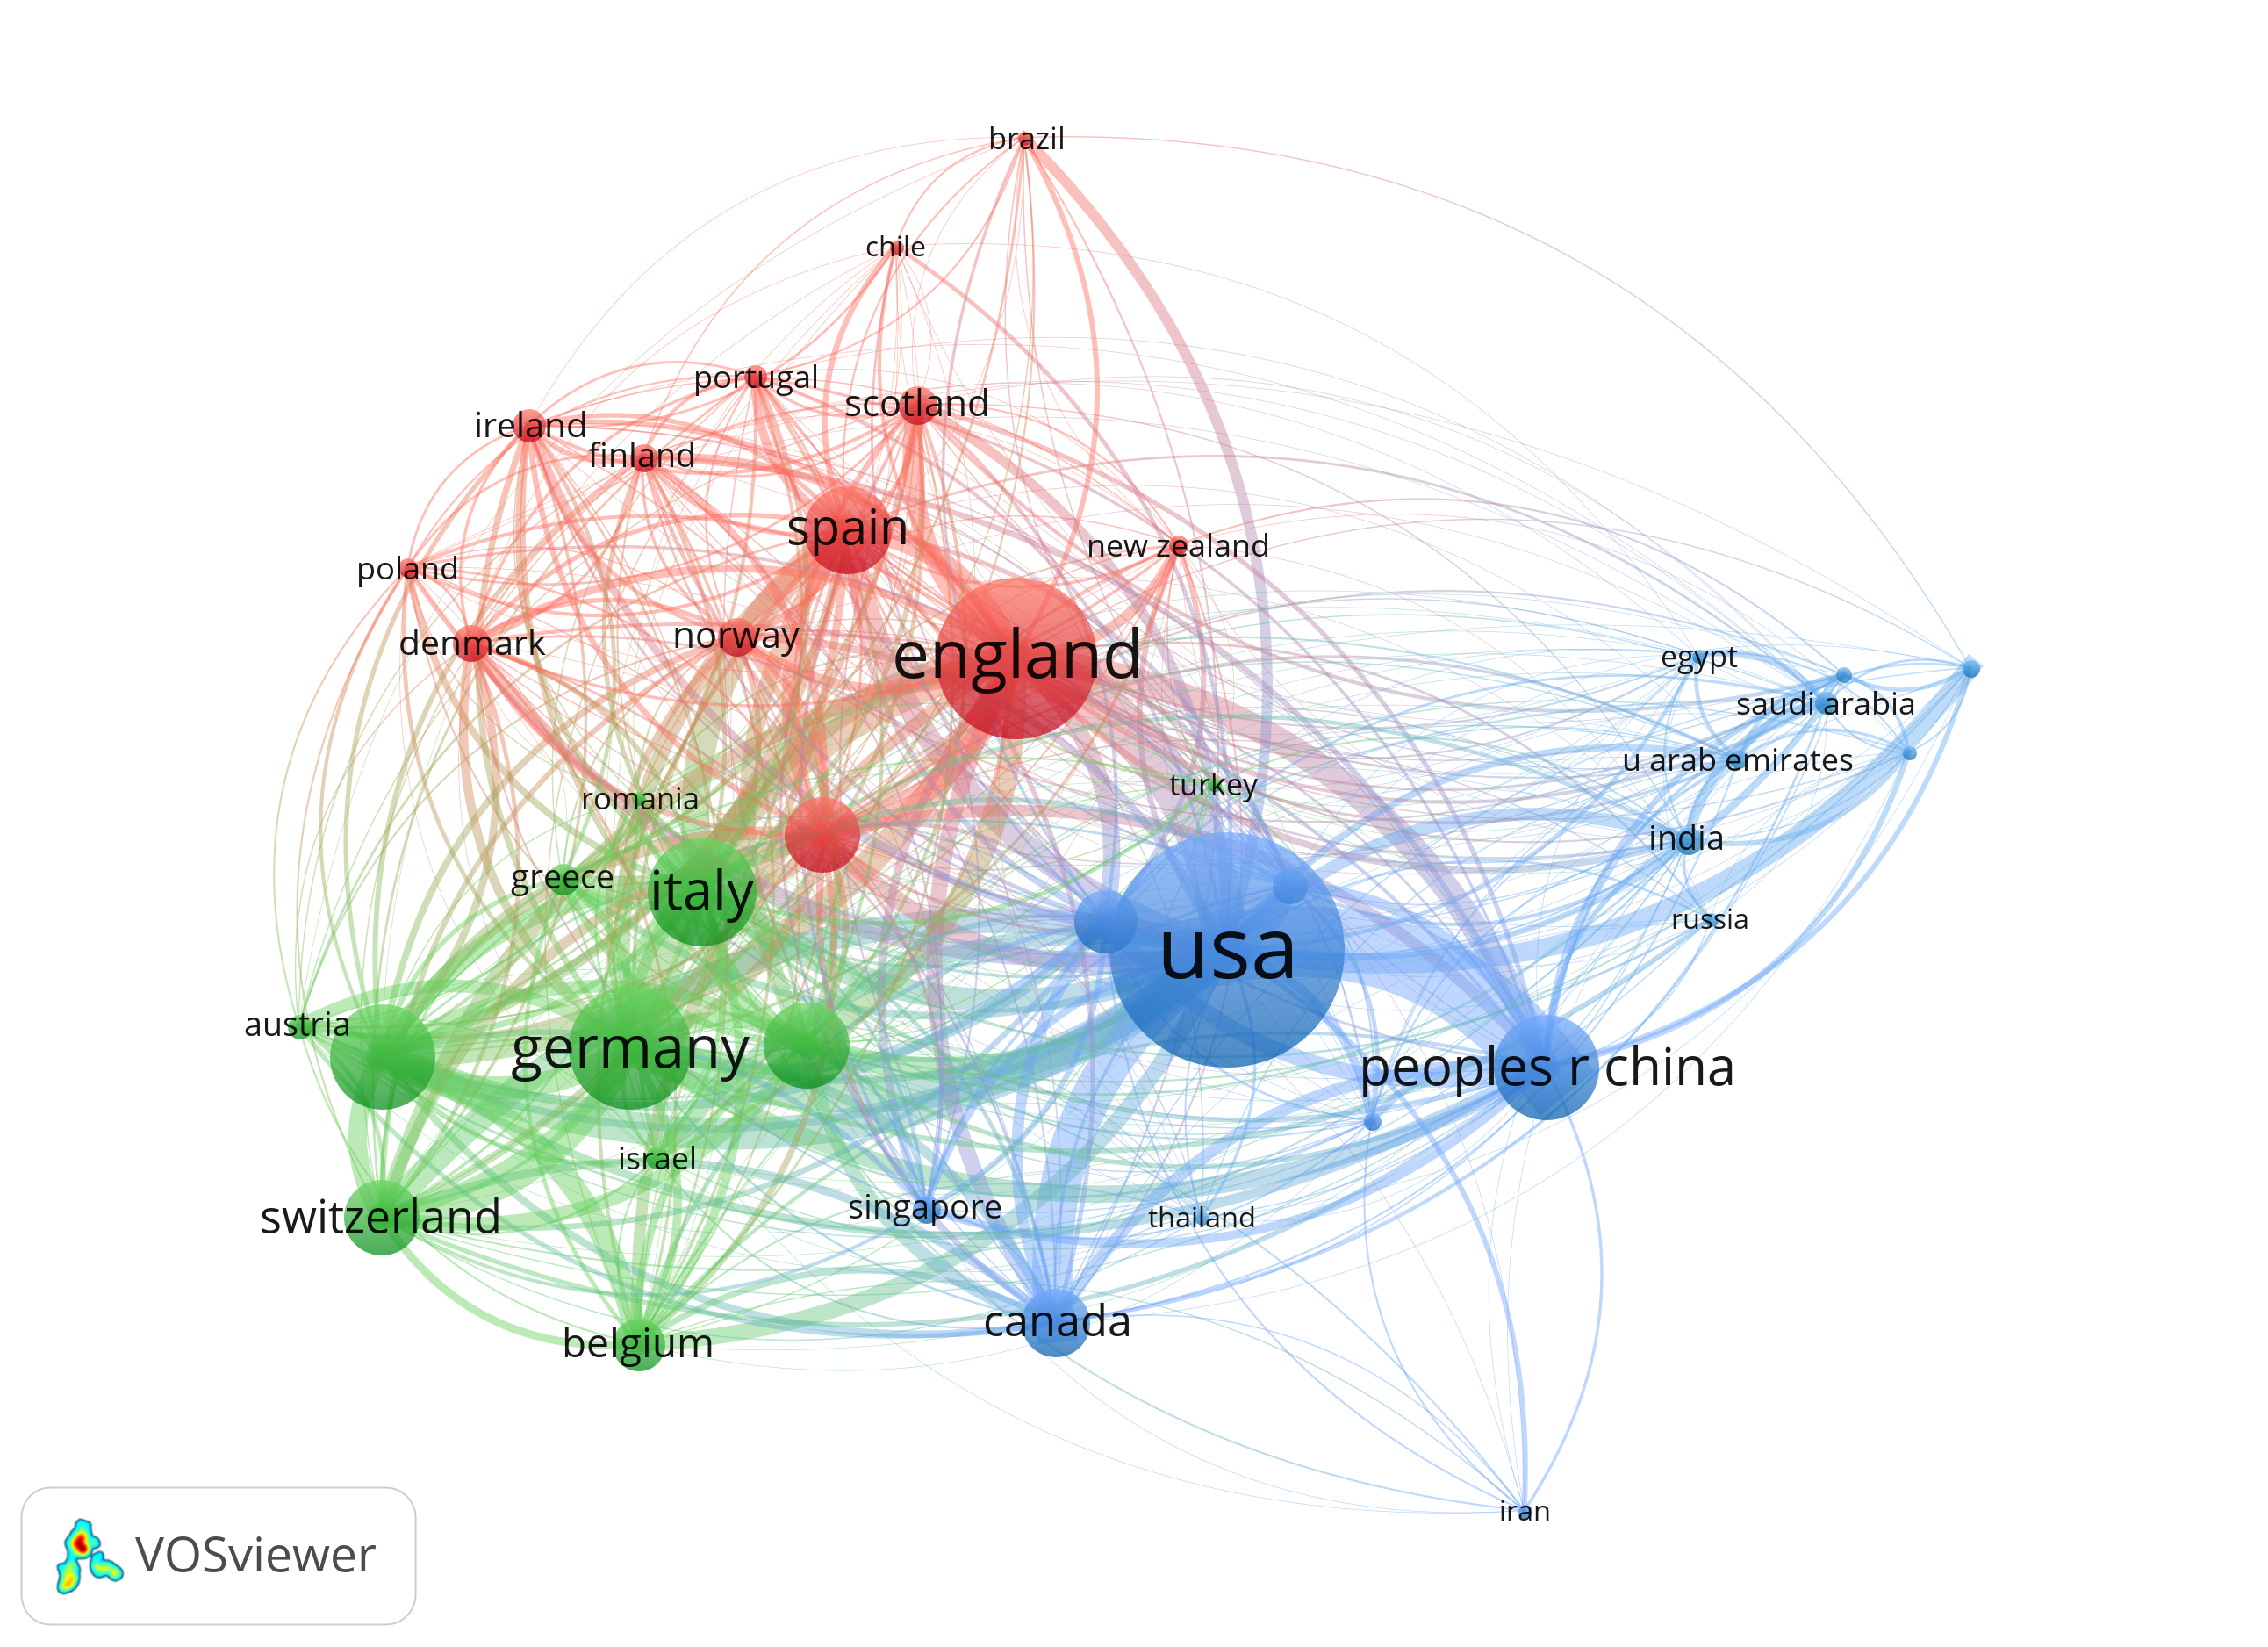 brazil
chile
portugal
scotland
ireland
finland
spain
new zealand
poland
denmark
norway
england
egypt
saudi arabia
u arab emirates
turkey
romania
india
greece
italy
russia
usa
austria
germany
peoples r china
israel
singapore
switzerland
thailand
canada
belgium
iran
VOSviewer